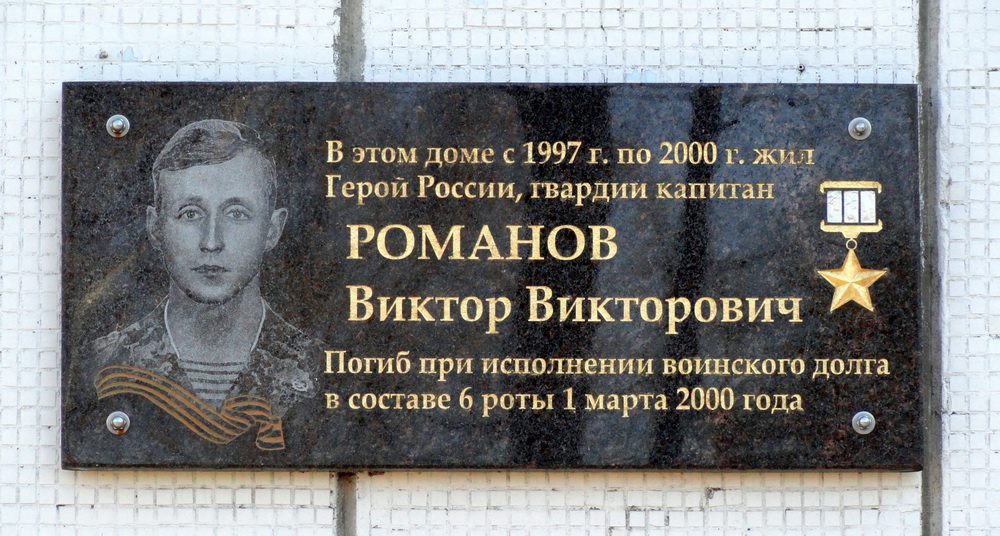 В этом доме с 1997 г. по 2000 г. жил
Герой России, гвардии капитан
РОМАНОВ
Виктор Викторович
Погиб при исполнении воинского долга
в составе 6 роты 1 марта 2000 года